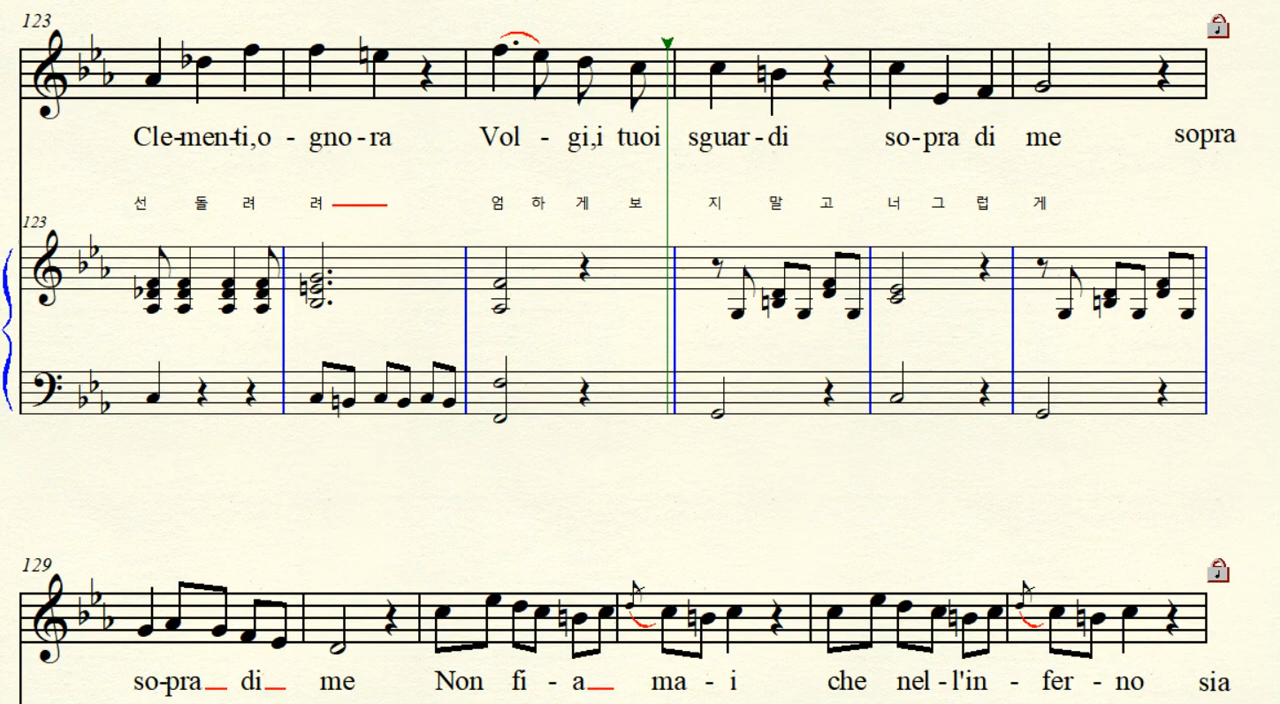 123
Cle-men-ti,o - gno-ra Vol - gi,i tuoi sguar-di so-pra di me sopra
선 돌 려 려 엄 하 게 보 지 말 고 너 그 럽 게
123
129
so-pra di me Non fi - a ma - i che nel-l'in - fer - no sia